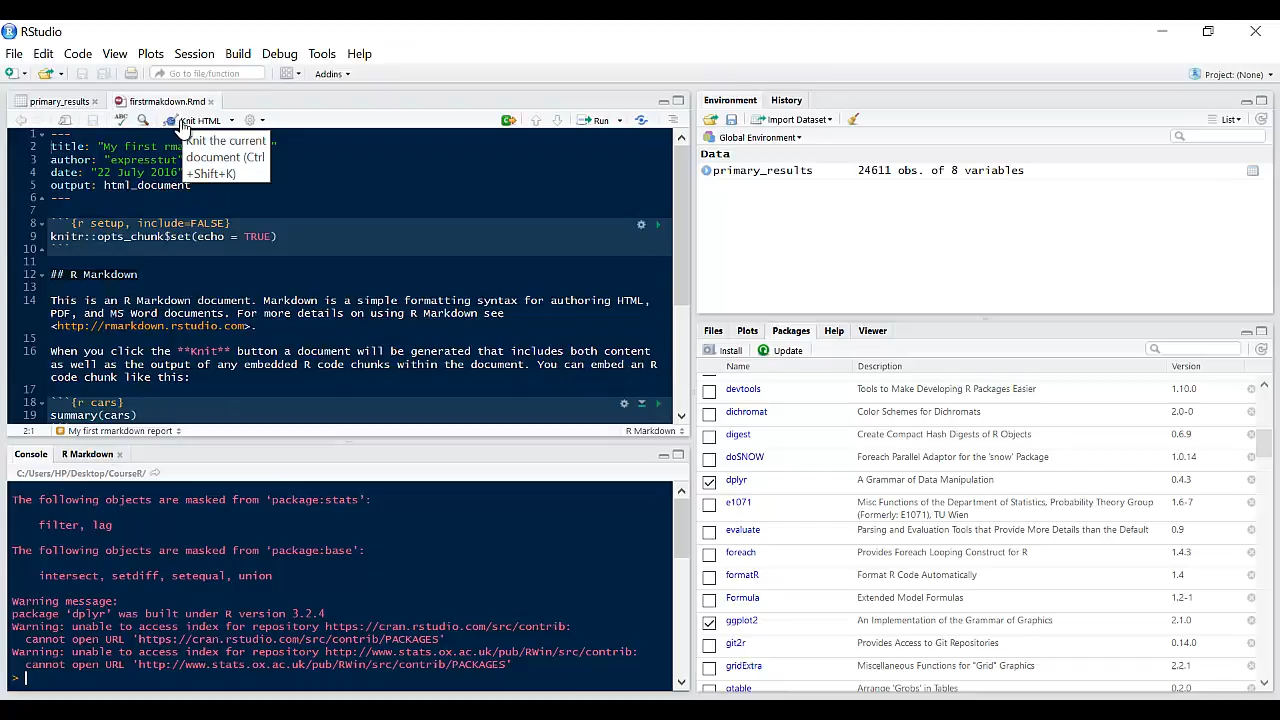 RStudio
File Edit Code View Plots Session Build Debug Tools Help
Go to file/function Addins Project: (None)
primary_results firstrmakdown.Rmd
ABC Knit HTML Run
Knit the current
document (Ctrl
+Shift+K)
1 ---
2 title: "My first rma
3 author: "expresstut"
4 date: "22 July 2016"
5 output: html_document
6 ---
7
8 ```{r setup, include=FALSE}
9 knitr::opts_chunk$set(echo = TRUE)
10 ```
11
12 ## R Markdown
13
14 This is an R Markdown document. Markdown is a simple formatting syntax for authoring HTML,
PDF, and MS Word documents. For more details on using R Markdown see
<http://rmarkdown.rstudio.com>.
15
16 When you click the **Knit** button a document will be generated that includes both content
as well as the output of any embedded R code chunks within the document. You can embed an R
code chunk like this:
17
18 ```{r cars}
19 summary(cars)
2:1 My first rmarkdown report R Markdown
Console R Markdown
C:/Users/HP/Desktop/CourseR/
The following objects are masked from ‘package:stats’:
filter, lag
The following objects are masked from ‘package:base’:
intersect, setdiff, setequal, union
Warning message:
package ‘dplyr’ was built under R version 3.2.4
Warning: unable to access index for repository https://cran.rstudio.com/src/contrib:
cannot open URL 'https://cran.rstudio.com/src/contrib/PACKAGES'
Warning: unable to access index for repository http://www.stats.ox.ac.uk/pub/RWin/src/contrib:
cannot open URL 'http://www.stats.ox.ac.uk/pub/RWin/src/contrib/PACKAGES'
>
Environment History
Import Dataset List
Global Environment
Data
primary_results 24611 obs. of 8 variables
Files Plots Packages Help Viewer
Install Update
Name Description Version
devtools Tools to Make Developing R Packages Easier 1.10.0
dichromat Color Schemes for Dichromats 2.0-0
digest Create Compact Hash Digests of R Objects 0.6.9
doSNOW Foreach Parallel Adaptor for the 'snow' Package 1.0.14
dplyr A Grammar of Data Manipulation 0.4.3
e1071 Misc Functions of the Department of Statistics, Probability Theory Group 1.6-7
(Formerly: E1071), TU Wien
evaluate Parsing and Evaluation Tools that Provide More Details than the Default 0.9
foreach Provides Foreach Looping Construct for R 1.4.3
formatR Format R Code Automatically 1.4
Formula Extended Model Formulas 1.2-1
ggplot2 An Implementation of the Grammar of Graphics 2.1.0
git2r Provides Access to Git Repositories 0.14.0
gridExtra Miscellaneous Functions for "Grid" Graphics 2.2.1
gtable Arrange 'Grobs' in Tables 0.2.0